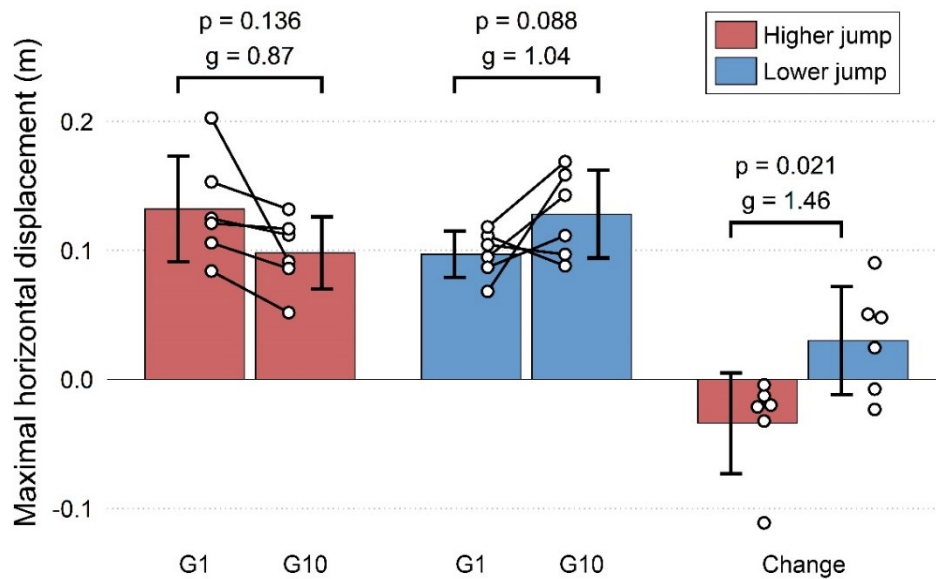 p = 0.136
g = 0.87
p = 0.088
g = 1.04
Higher jump
Lower jump
p = 0.021
g = 1.46
Maximal horizontal displacement (m)
0.2
0.1
0.0
-0.1
G1
G10
G1
G10
Change